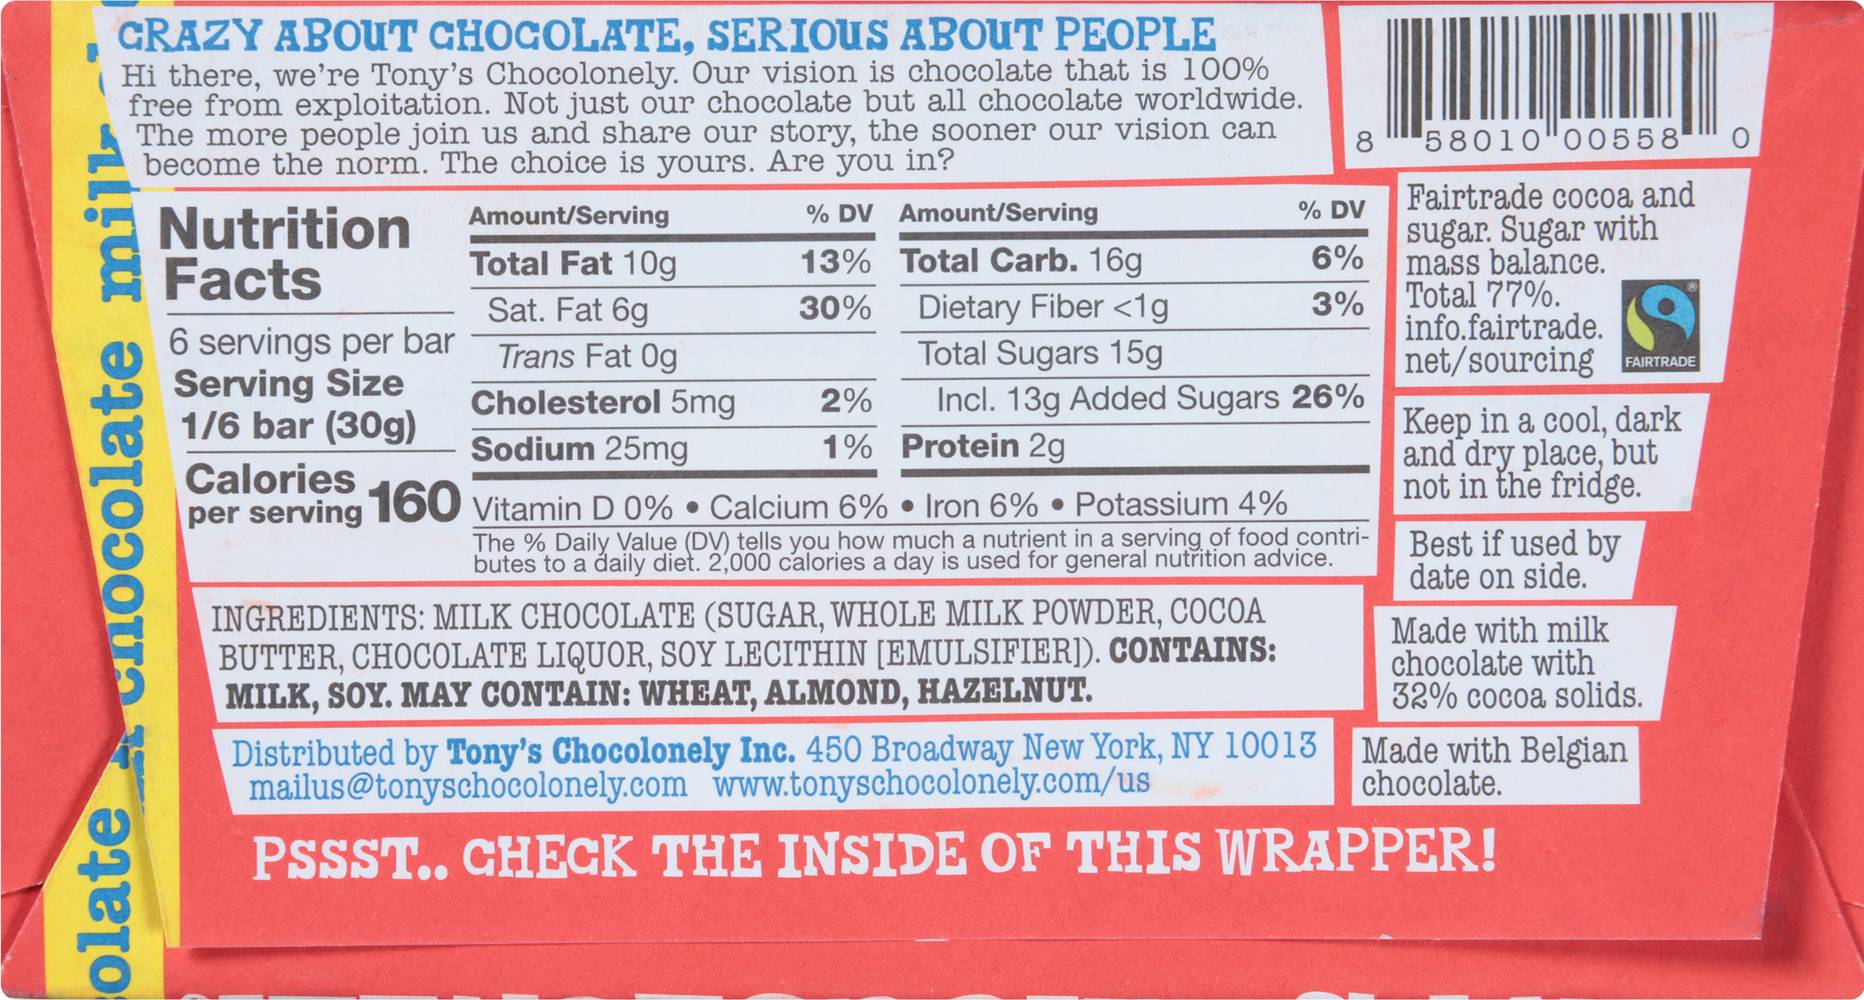 CRAZY ABOUT CHOCOLATE, SERIOUS ABOUT PEOPLE
Hi there, we're Tony's Chocolonely. Our vision is chocolate that is 100%
free from exploitation. Not just our chocolate but all chocolate worldwide.
The more people join us and share our story, the sooner our vision can
become the norm. The choice is yours. Are you in?
8 58010 00558 0
Nutrition
Facts
6 servings per bar
Serving Size
1/6 bar (30g)
Calories
per serving 160
Amount/Serving % DV
Total Fat 10g 13%
Sat. Fat 6g 30%
Trans Fat 0g
Cholesterol 5mg 2%
Sodium 25mg 1%
Amount/Serving % DV
Total Carb. 16g 6%
Dietary Fiber <1g 3%
Total Sugars 15g
Incl. 13g Added Sugars 26%
Protein 2g
Vitamin D 0% • Calcium 6% • Iron 6% • Potassium 4%
The % Daily Value (DV) tells you how much a nutrient in a serving of food contri-
butes to a daily diet. 2,000 calories a day is used for general nutrition advice.
INGREDIENTS: MILK CHOCOLATE (SUGAR, WHOLE MILK POWDER, COCOA
BUTTER, CHOCOLATE LIQUOR, SOY LECITHIN [EMULSIFIER]). CONTAINS:
MILK, SOY. MAY CONTAIN: WHEAT, ALMOND, HAZELNUT.
Distributed by Tony's Chocolonely Inc. 450 Broadway New York, NY 10013
mailus@tonyschocolonely.com www.tonyschocolonely.com/us
Fairtrade cocoa and
sugar. Sugar with
mass balance.
Total 77%.
info.fairtrade.
net/sourcing
FAIRTRADE
Keep in a cool, dark
and dry place, but
not in the fridge.
Best if used by
date on side.
Made with milk
chocolate with
32% cocoa solids.
Made with Belgian
chocolate.
PSSST.. CHECK THE INSIDE OF THIS WRAPPER!
milk
chocolate
olate